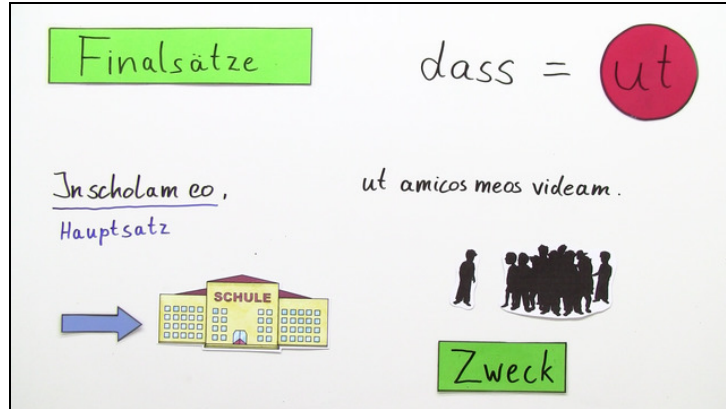 Finalsätze
dass = ut
In scholam eo,
ut amicos meos videam.
Hauptsatz
SCHULE
Zweck